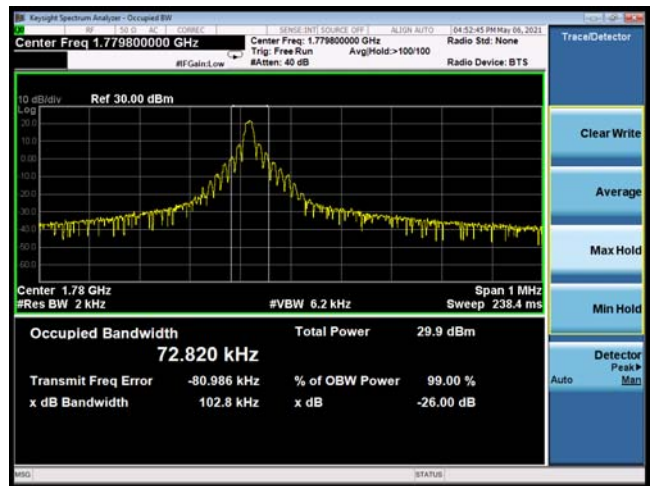 Keysight Spectrum Analyzer - Occupied BW
RF 50 Ω AC CORREC SENSE:INT SOURCE OFF ALIGN AUTO 04:52:45 PM May 06, 2021
Center Freq 1.779800000 GHz
Center Freq: 1.779800000 GHz
Radio Std: None
Trace/Detector
Trig: Free Run Avg|Hold:>100/100
#IFGain:Low
#Atten: 40 dB
Radio Device: BTS
10 dB/div Ref 30.00 dBm
Log
20.0
10.0
0.00
10.0
20.0
30.0
40.0
50.0
60.0
Clear Write
Average
Max Hold
Min Hold
Center 1.78 GHz
Span 1 MHz
#Res BW 2 kHz
#VBW 6.2 kHz
Sweep 238.4 ms
Occupied Bandwidth
Total Power 29.9 dBm
72.820 kHz
Transmit Freq Error -80.986 kHz
% of OBW Power 99.00 %
x dB Bandwidth 102.8 kHz
x dB -26.00 dB
Detector
Peak▶
Auto Man
MSG
STATUS